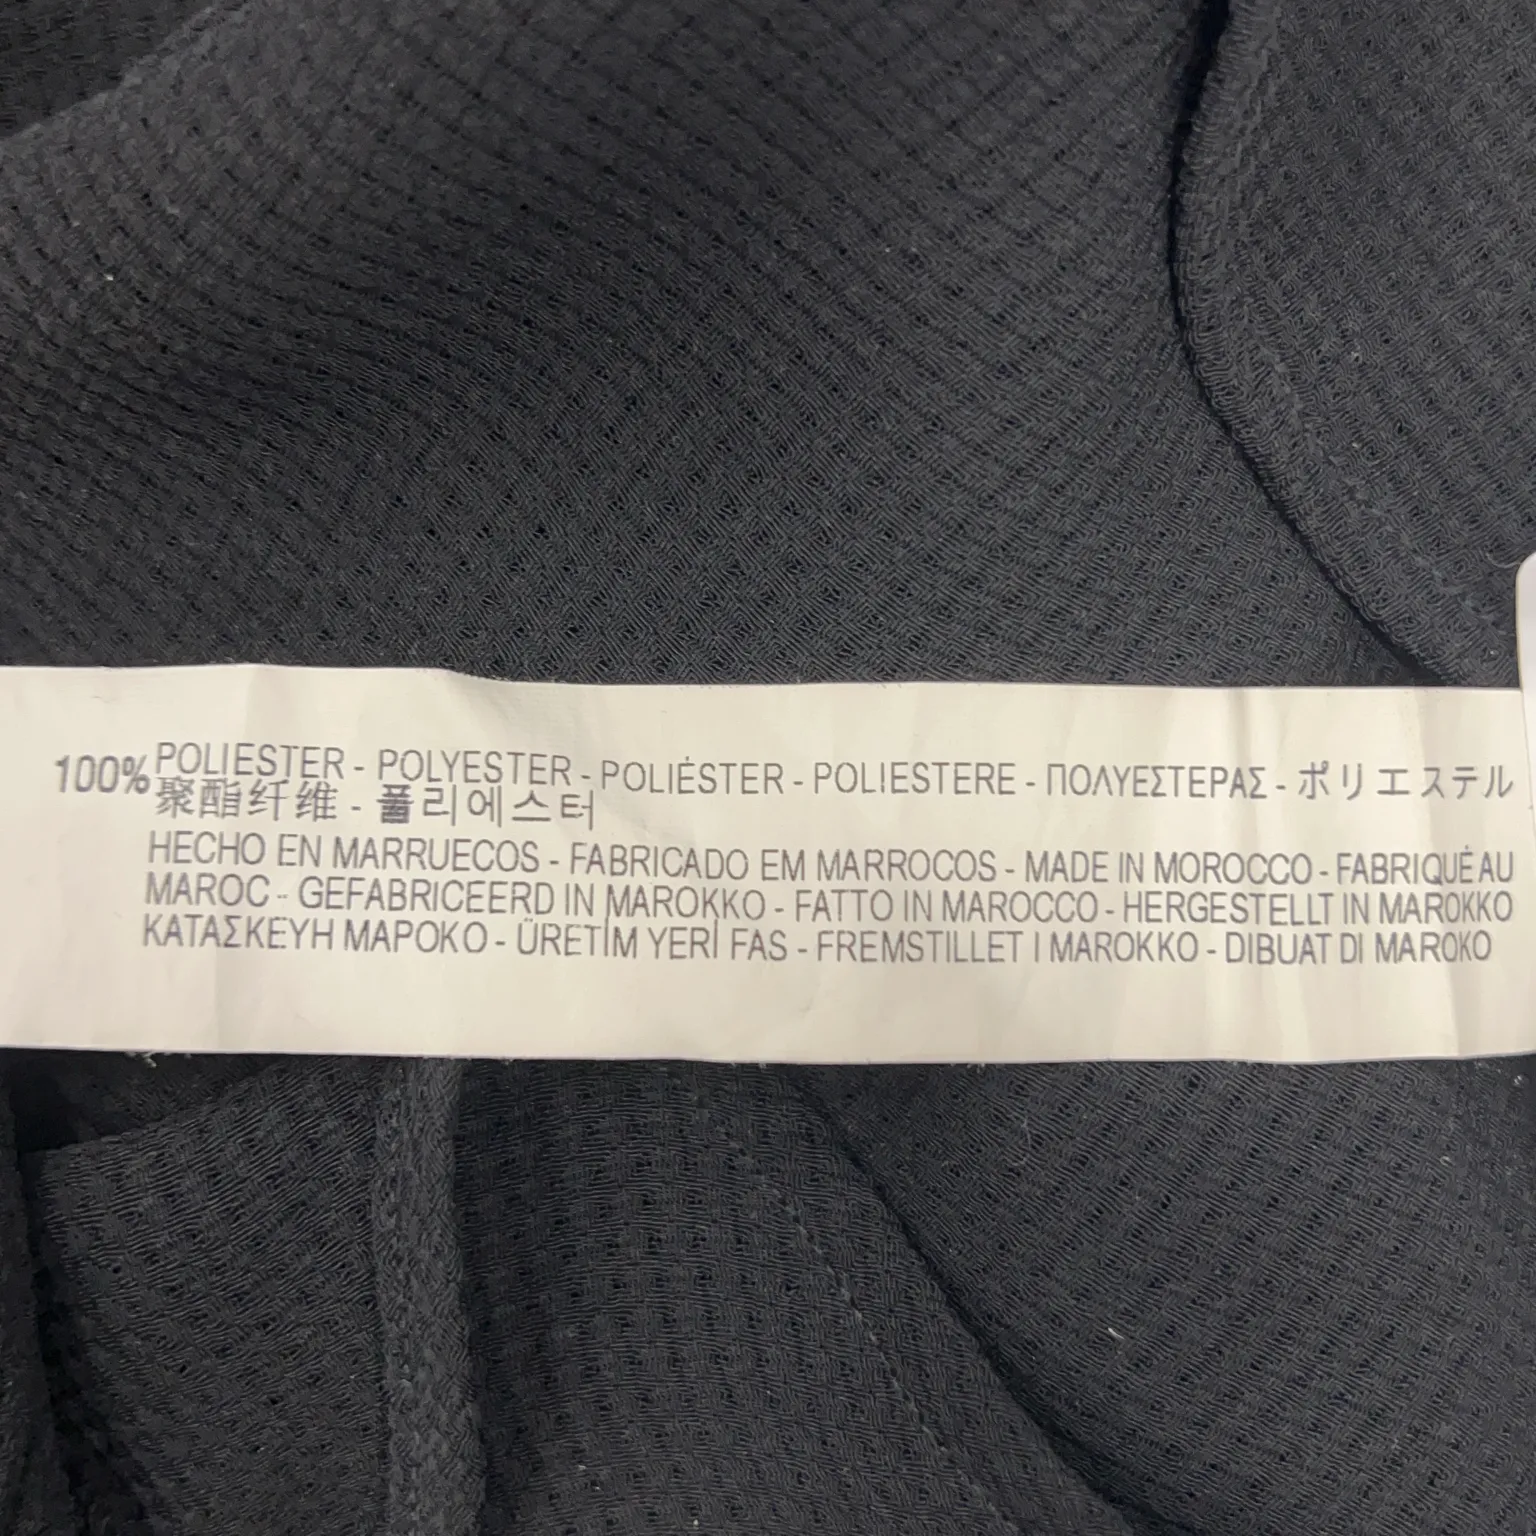 100% POLIESTER - POLYESTER - POLIÉSTER - POLIESTERE - ΠΟΛΥΕΣΤΕΡΑΣ - ポリエステル
聚酯纤维 - 폴리에스터
HECHO EN MARRUECOS - FABRICADO EM MARROCOS - MADE IN MOROCCO - FABRIQUÉ AU
MAROC - GEFABRICEERD IN MAROKKO - FATTO IN MAROCCO - HERGESTELLT IN MAROKKO
ΚΑΤΑΣΚΕΥΗ ΜΑΡΟΚΟ - ÜRETİM YERİ FAS - FREMSTILLET I MAROKKO - DIBUAT DI MAROKO